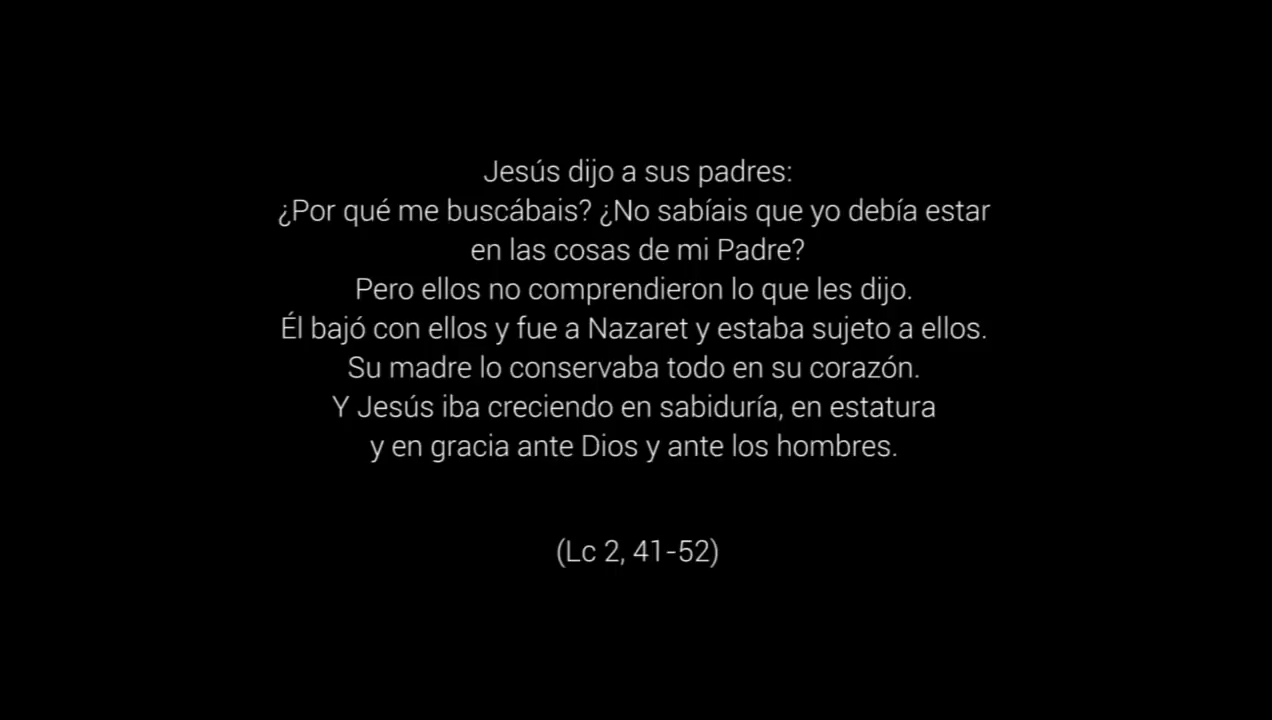 Jesús dijo a sus padres:
¿Por qué me buscábais? ¿No sabíais que yo debía estar
en las cosas de mi Padre?
Pero ellos no comprendieron lo que les dijo.
Él bajó con ellos y fue a Nazaret y estaba sujeto a ellos.
Su madre lo conservaba todo en su corazón.
Y Jesús iba creciendo en sabiduría, en estatura
y en gracia ante Dios y ante los hombres.
(Lc 2, 41-52)